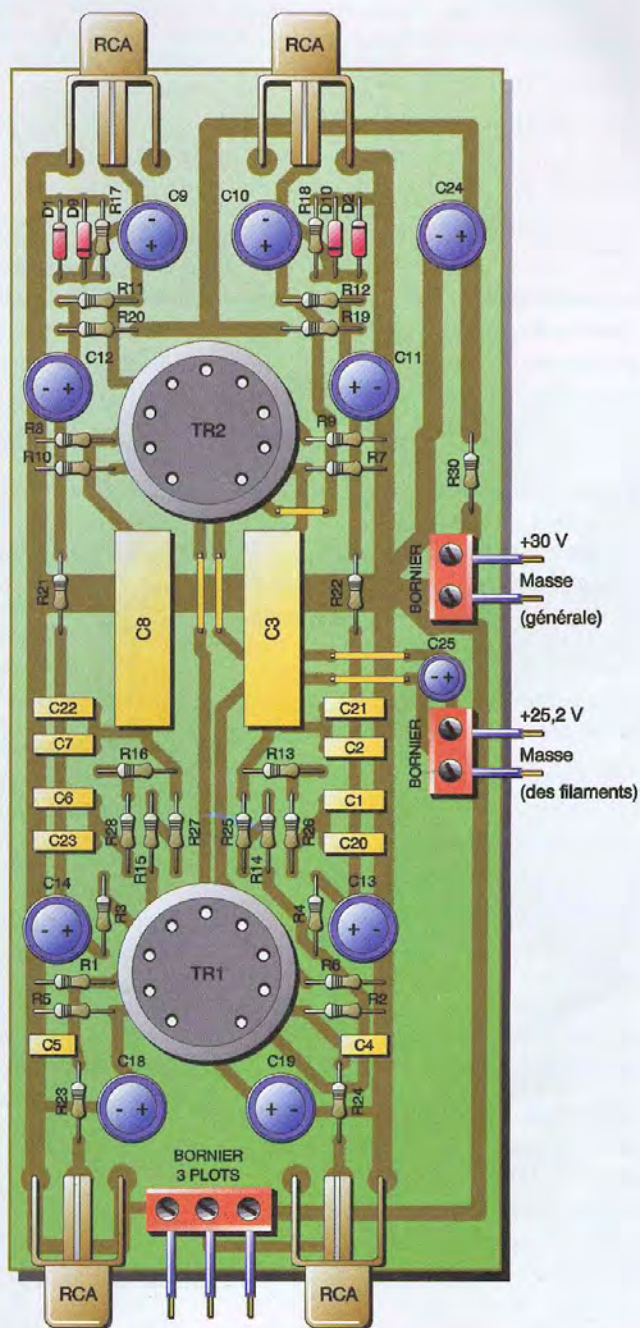 RCA RCA
D1 D9 R17 C9 C10 R18 D10 D2 C24
R11 R12
R20 R19
C12 C11
TR2
R8 R9
R10 R7
R30
+30 V
BORNIER
Masse
(générale)
R21 C8 C3 R22
C25
C22 C21
+25,2 V
C7 C2
BORNIER
Masse
(des filaments)
R16 R13
C6 C1
R28 R15 R27 R25 R14 R26
C23 C20
C14 R3 R4 C13
TR1
R1 R6
R5 R2
C5 C4
C18 C19
R23 R24
BORNIER
3 PLOTS
RCA RCA